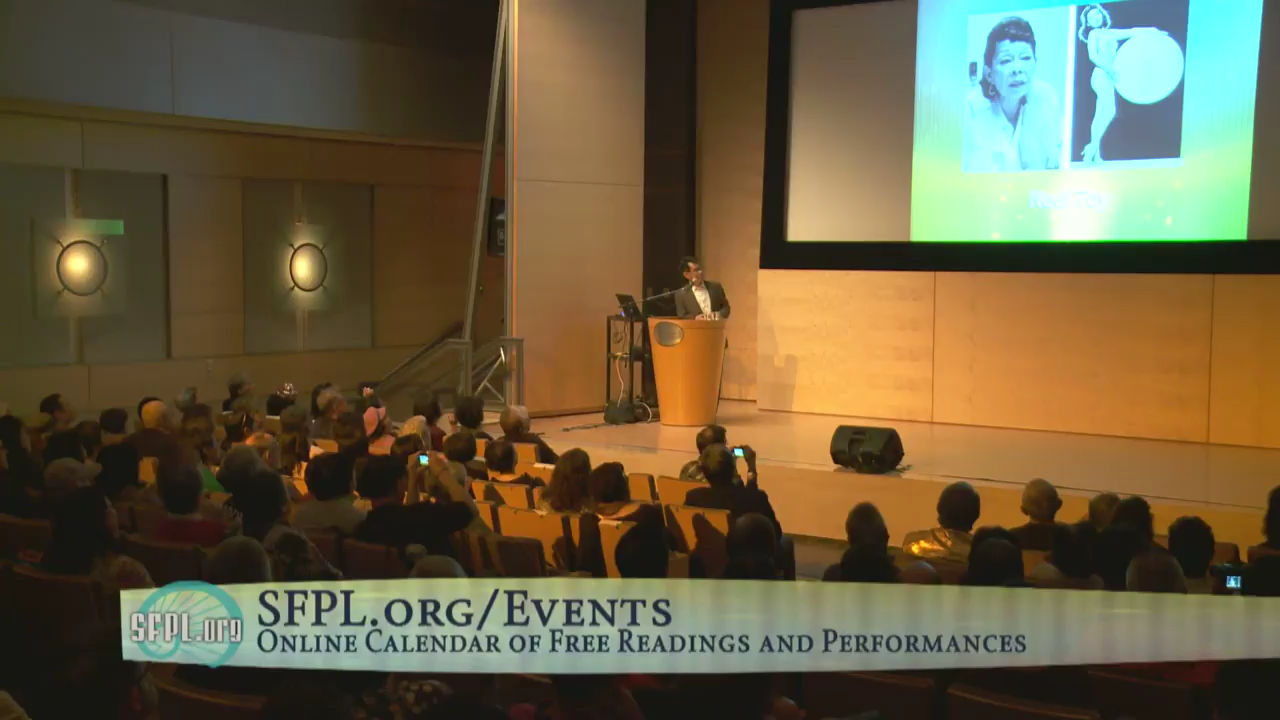 SFPL.org
SFPL.org/Events
Online Calendar of Free Readings and Performances